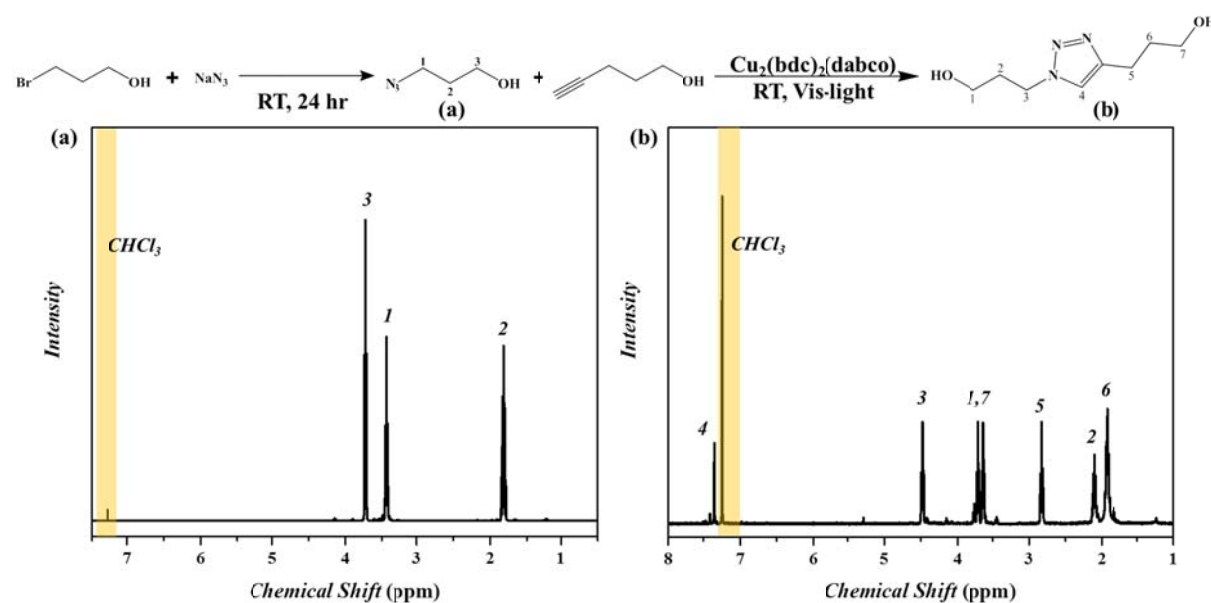 Br OH + NaN₃ RT, 24 hr N₃ 1 2 3 OH + OH Cu₂(bdc)₂(dabco) RT, Vis-light HO 1 2 3 N N N 4 5 6 7 OH
(a) (b)
(a)
CHCl₃
3
1
2
Intensity
7 6 5 4 3 2 1
Chemical Shift (ppm)
(b)
CHCl₃
4
3
1,7
5
2
6
Intensity
8 7 6 5 4 3 2 1
Chemical Shift (ppm)